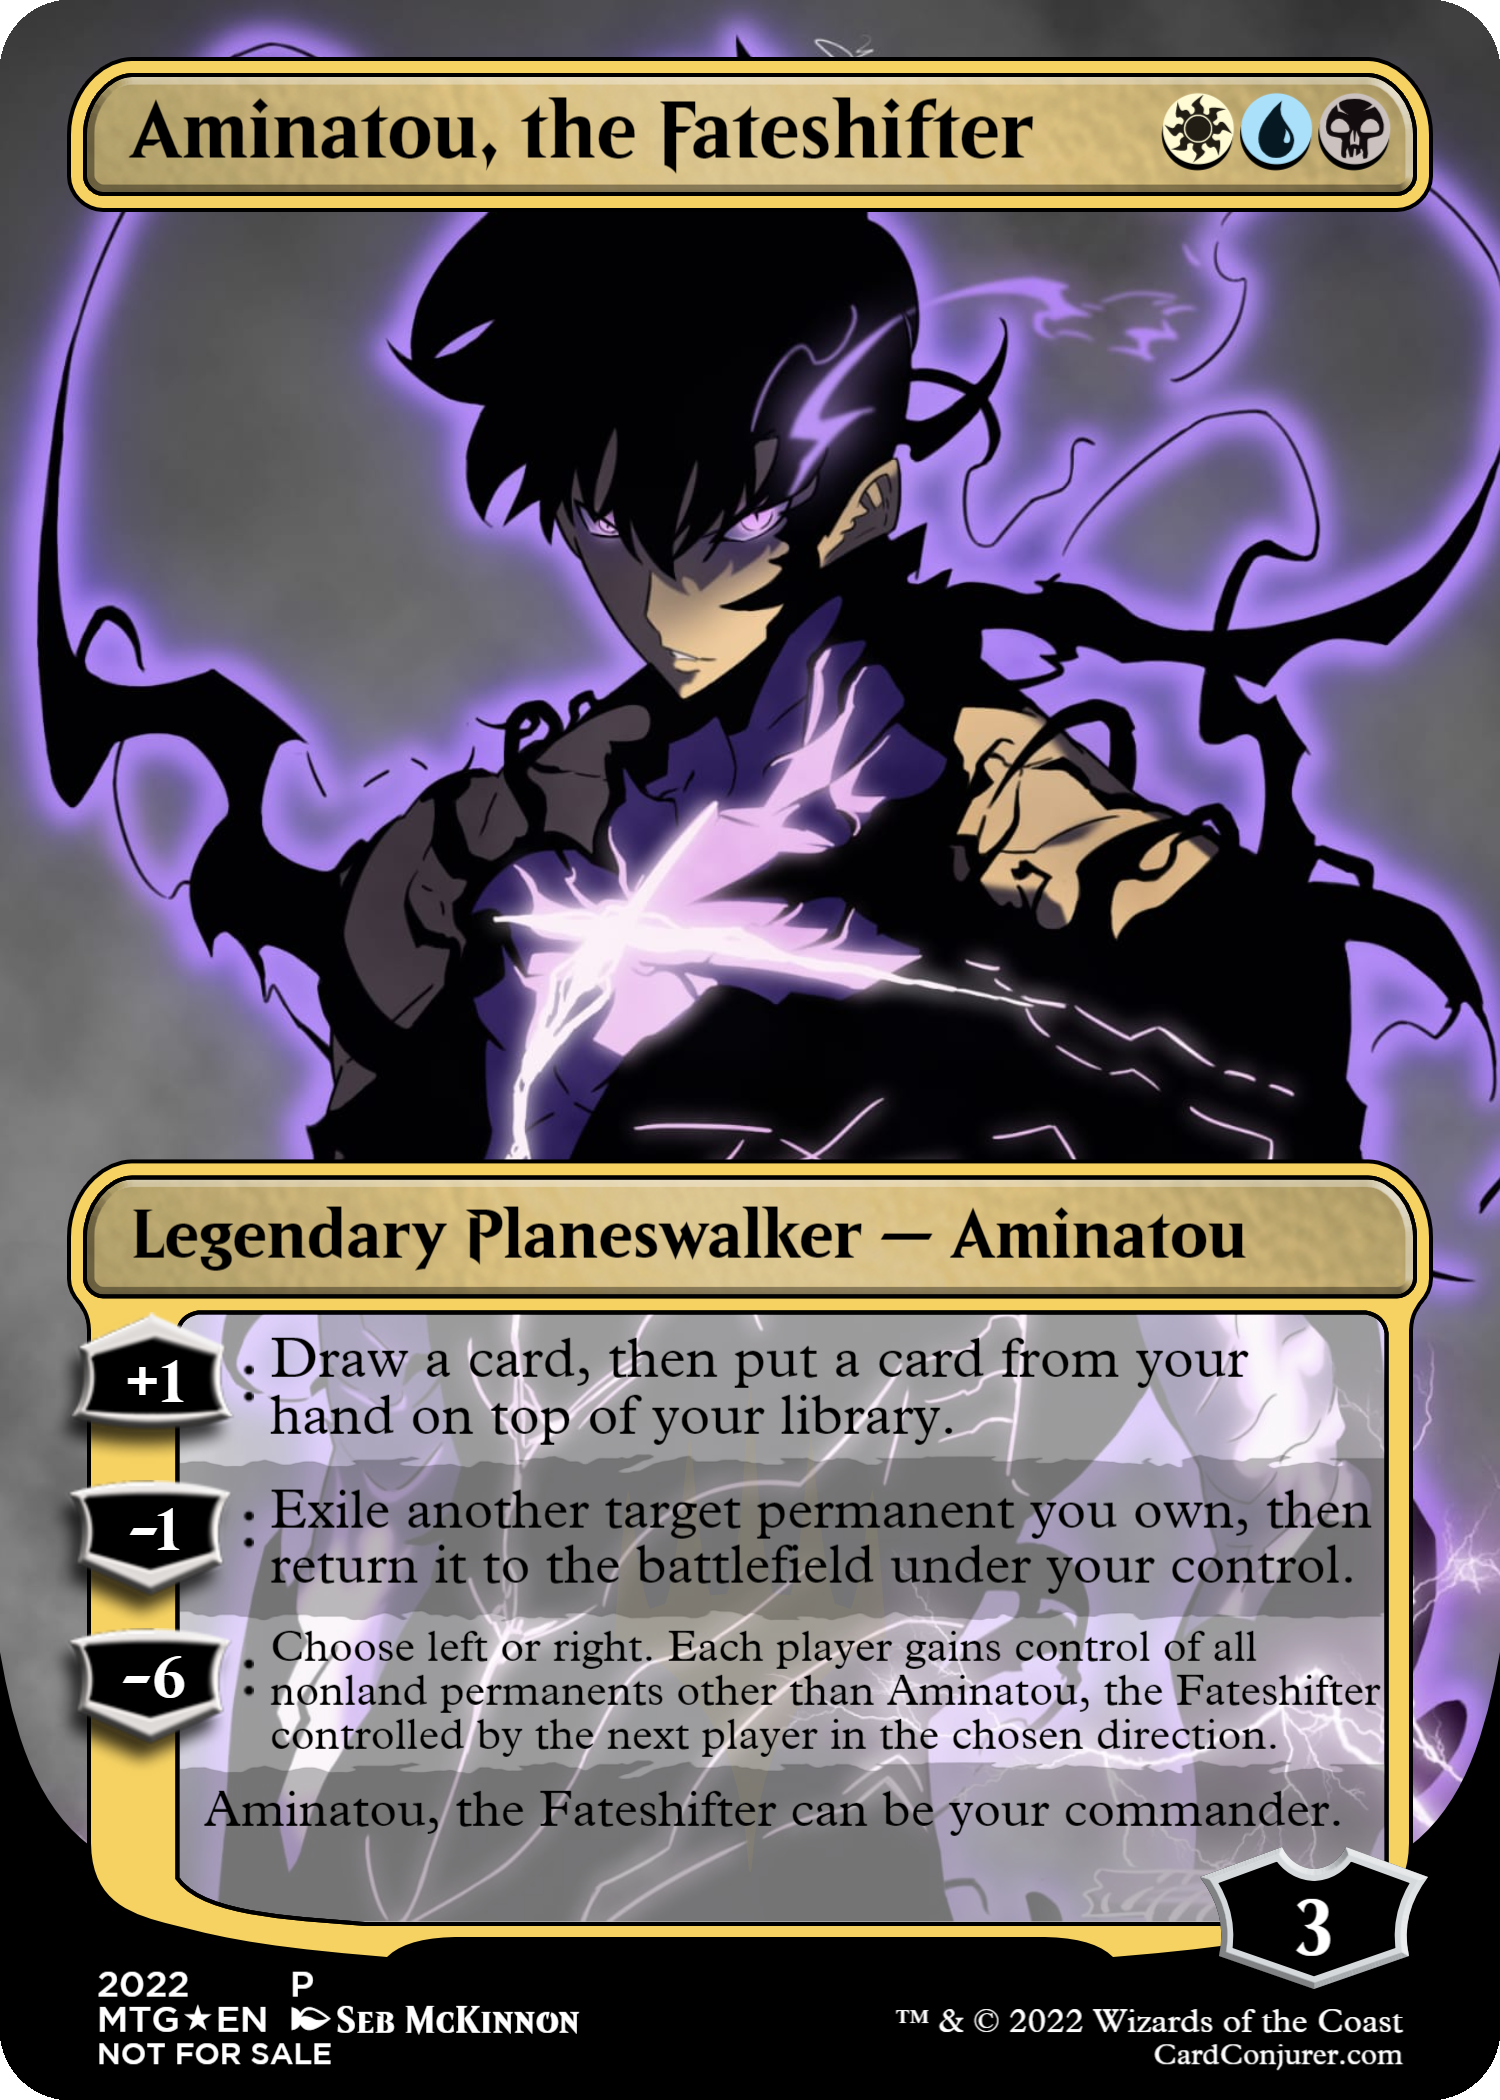 Aminatou, the Fateshifter
Legendary Planeswalker — Aminatou
+1 : Draw a card, then put a card from your
hand on top of your library.
−1 : Exile another target permanent you own, then
return it to the battlefield under your control.
−6 : Choose left or right. Each player gains control of all
nonland permanents other than Aminatou, the Fateshifter
controlled by the next player in the chosen direction.
Aminatou, the Fateshifter can be your commander.
3
2022 P
MTG★EN SEB MCKINNON
NOT FOR SALE
™ & © 2022 Wizards of the Coast
CardConjurer.com